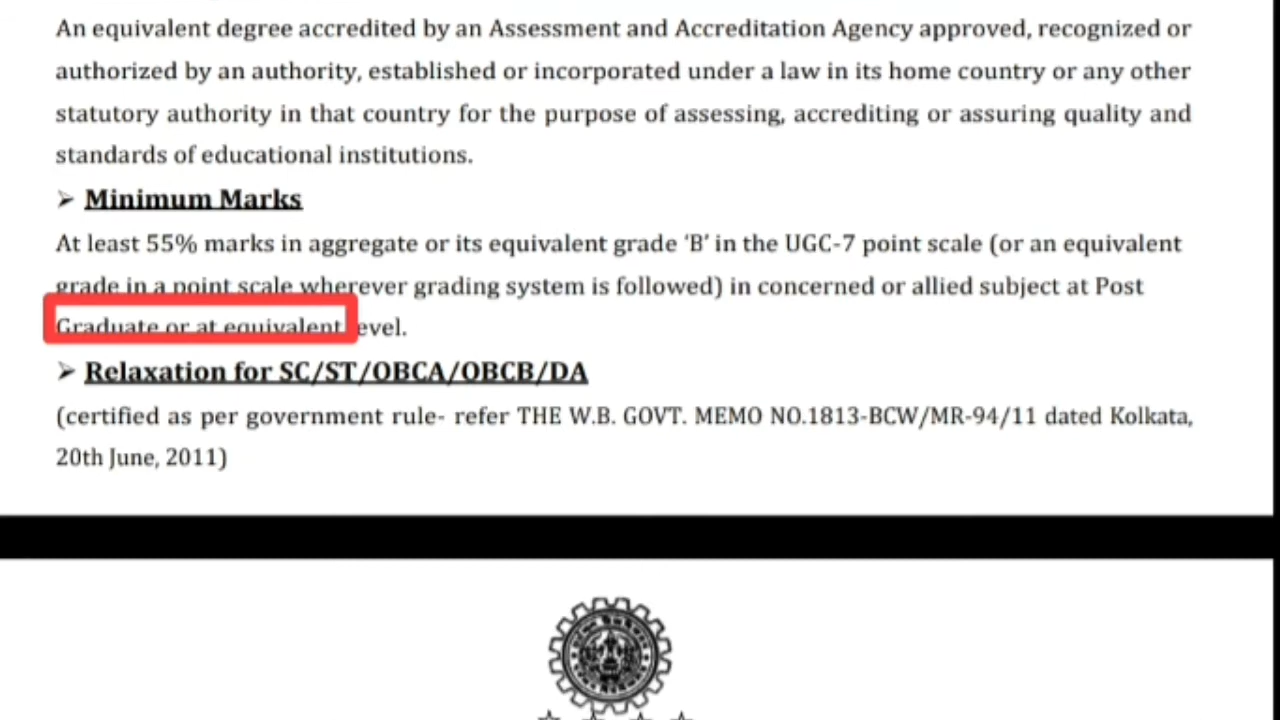 An equivalent degree accredited by an Assessment and Accreditation Agency approved, recognized or
authorized by an authority, established or incorporated under a law in its home country or any other
statutory authority in that country for the purpose of assessing, accrediting or assuring quality and
standards of educational institutions.
➢ Minimum Marks
At least 55% marks in aggregate or its equivalent grade ‘B’ in the UGC-7 point scale (or an equivalent
grade in a point scale wherever grading system is followed) in concerned or allied subject at Post
Graduate or at equivalent level.
➢ Relaxation for SC/ST/OBCA/OBCB/DA
(certified as per government rule- refer THE W.B. GOVT. MEMO NO.1813-BCW/MR-94/11 dated Kolkata,
20th June, 2011)